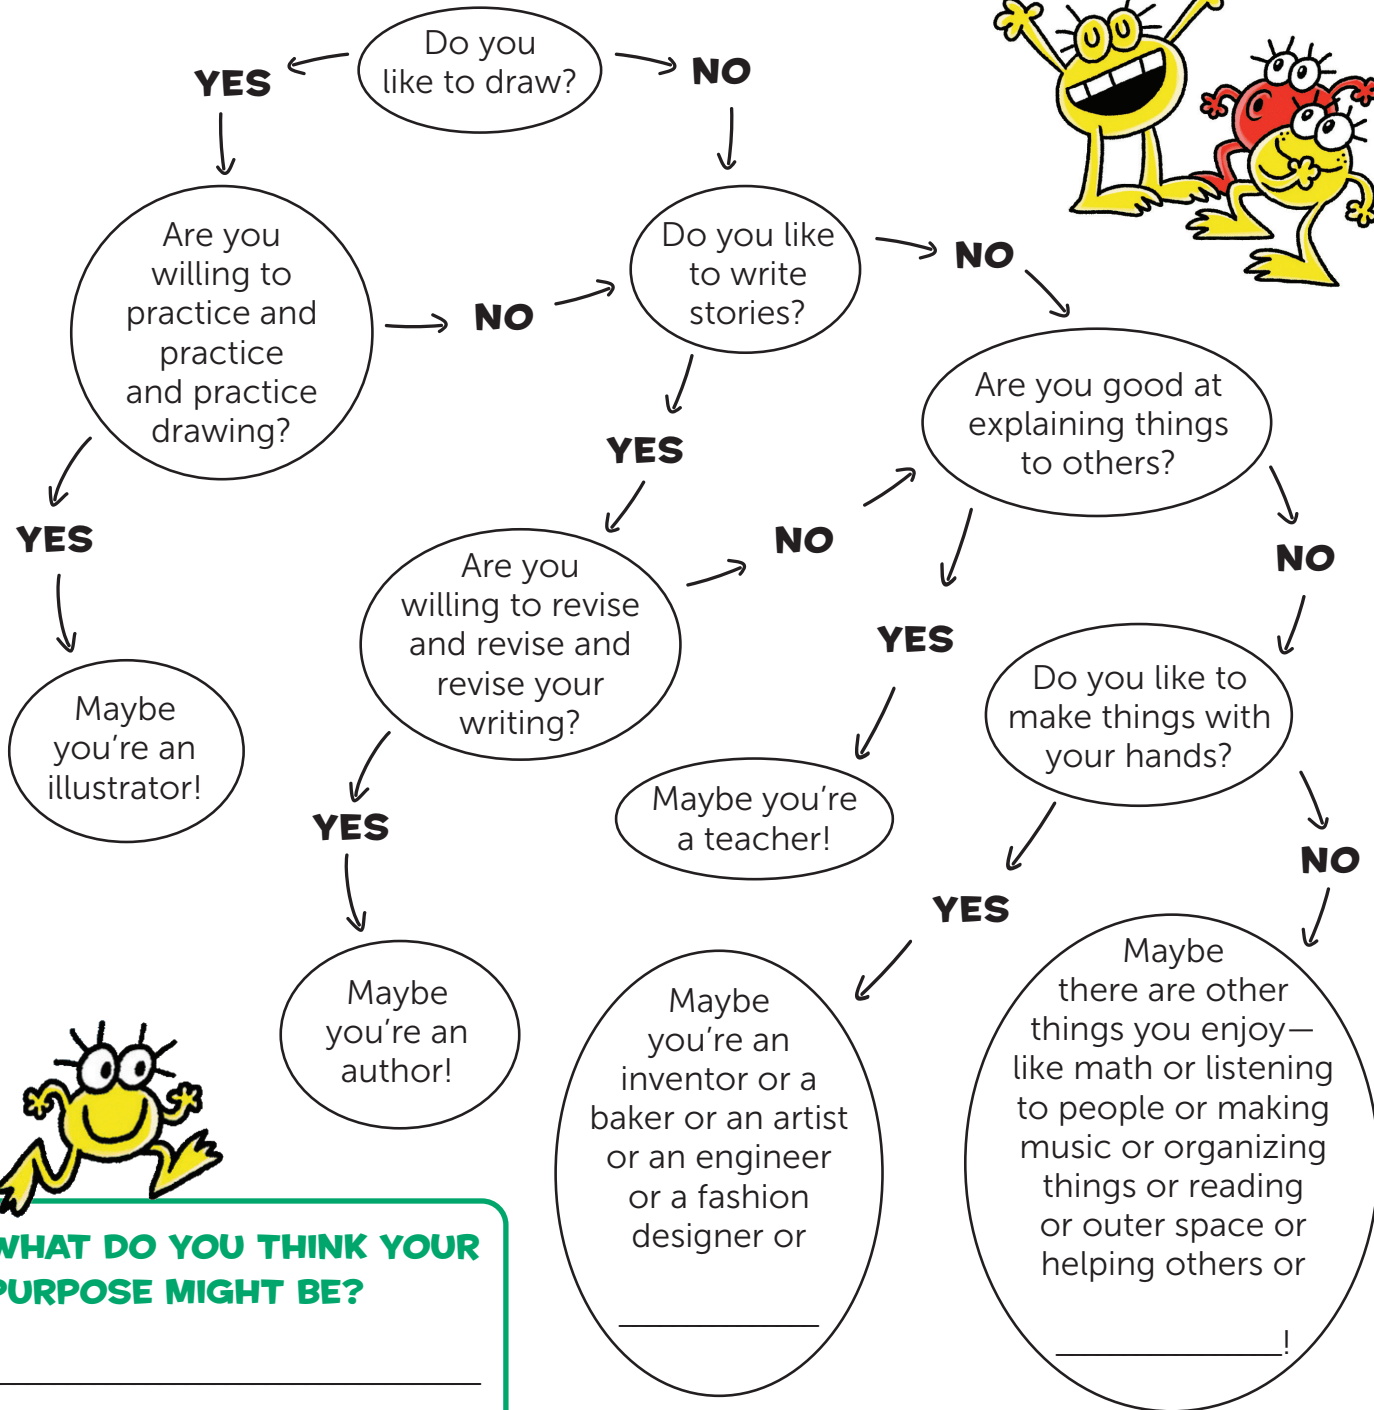 Do you
like to draw?
YES
NO
Are you
willing to
practice and
practice
and practice
drawing?
NO
Do you like
to write
stories?
NO
YES
Are you good at
explaining things
to others?
YES
NO
Are you
willing to revise
and revise and
revise your
writing?
NO
YES
Do you like to
make things with
your hands?
Maybe
you're an
illustrator!
Maybe you're
a teacher!
YES
NO
YES
Maybe
you're an
author!
Maybe
you're an
inventor or a
baker or an artist
or an engineer
or a fashion
designer or
Maybe
there are other
things you enjoy—
like math or listening
to people or making
music or organizing
things or reading
or outer space or
helping others or
!
WHAT DO YOU THINK YOUR
PURPOSE MIGHT BE?